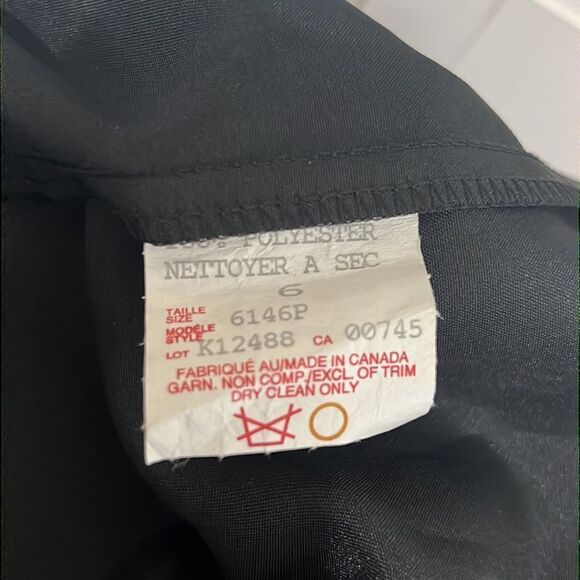 POLYESTER
NETTOYER A SEC
6
TAILLE
SIZE
6146P
MODÈLE
STYLE
LOT K12488 CA 00745
FABRIQUÉ AU/MADE IN CANADA
GARN. NON COMP./EXCL. OF TRIM
DRY CLEAN ONLY